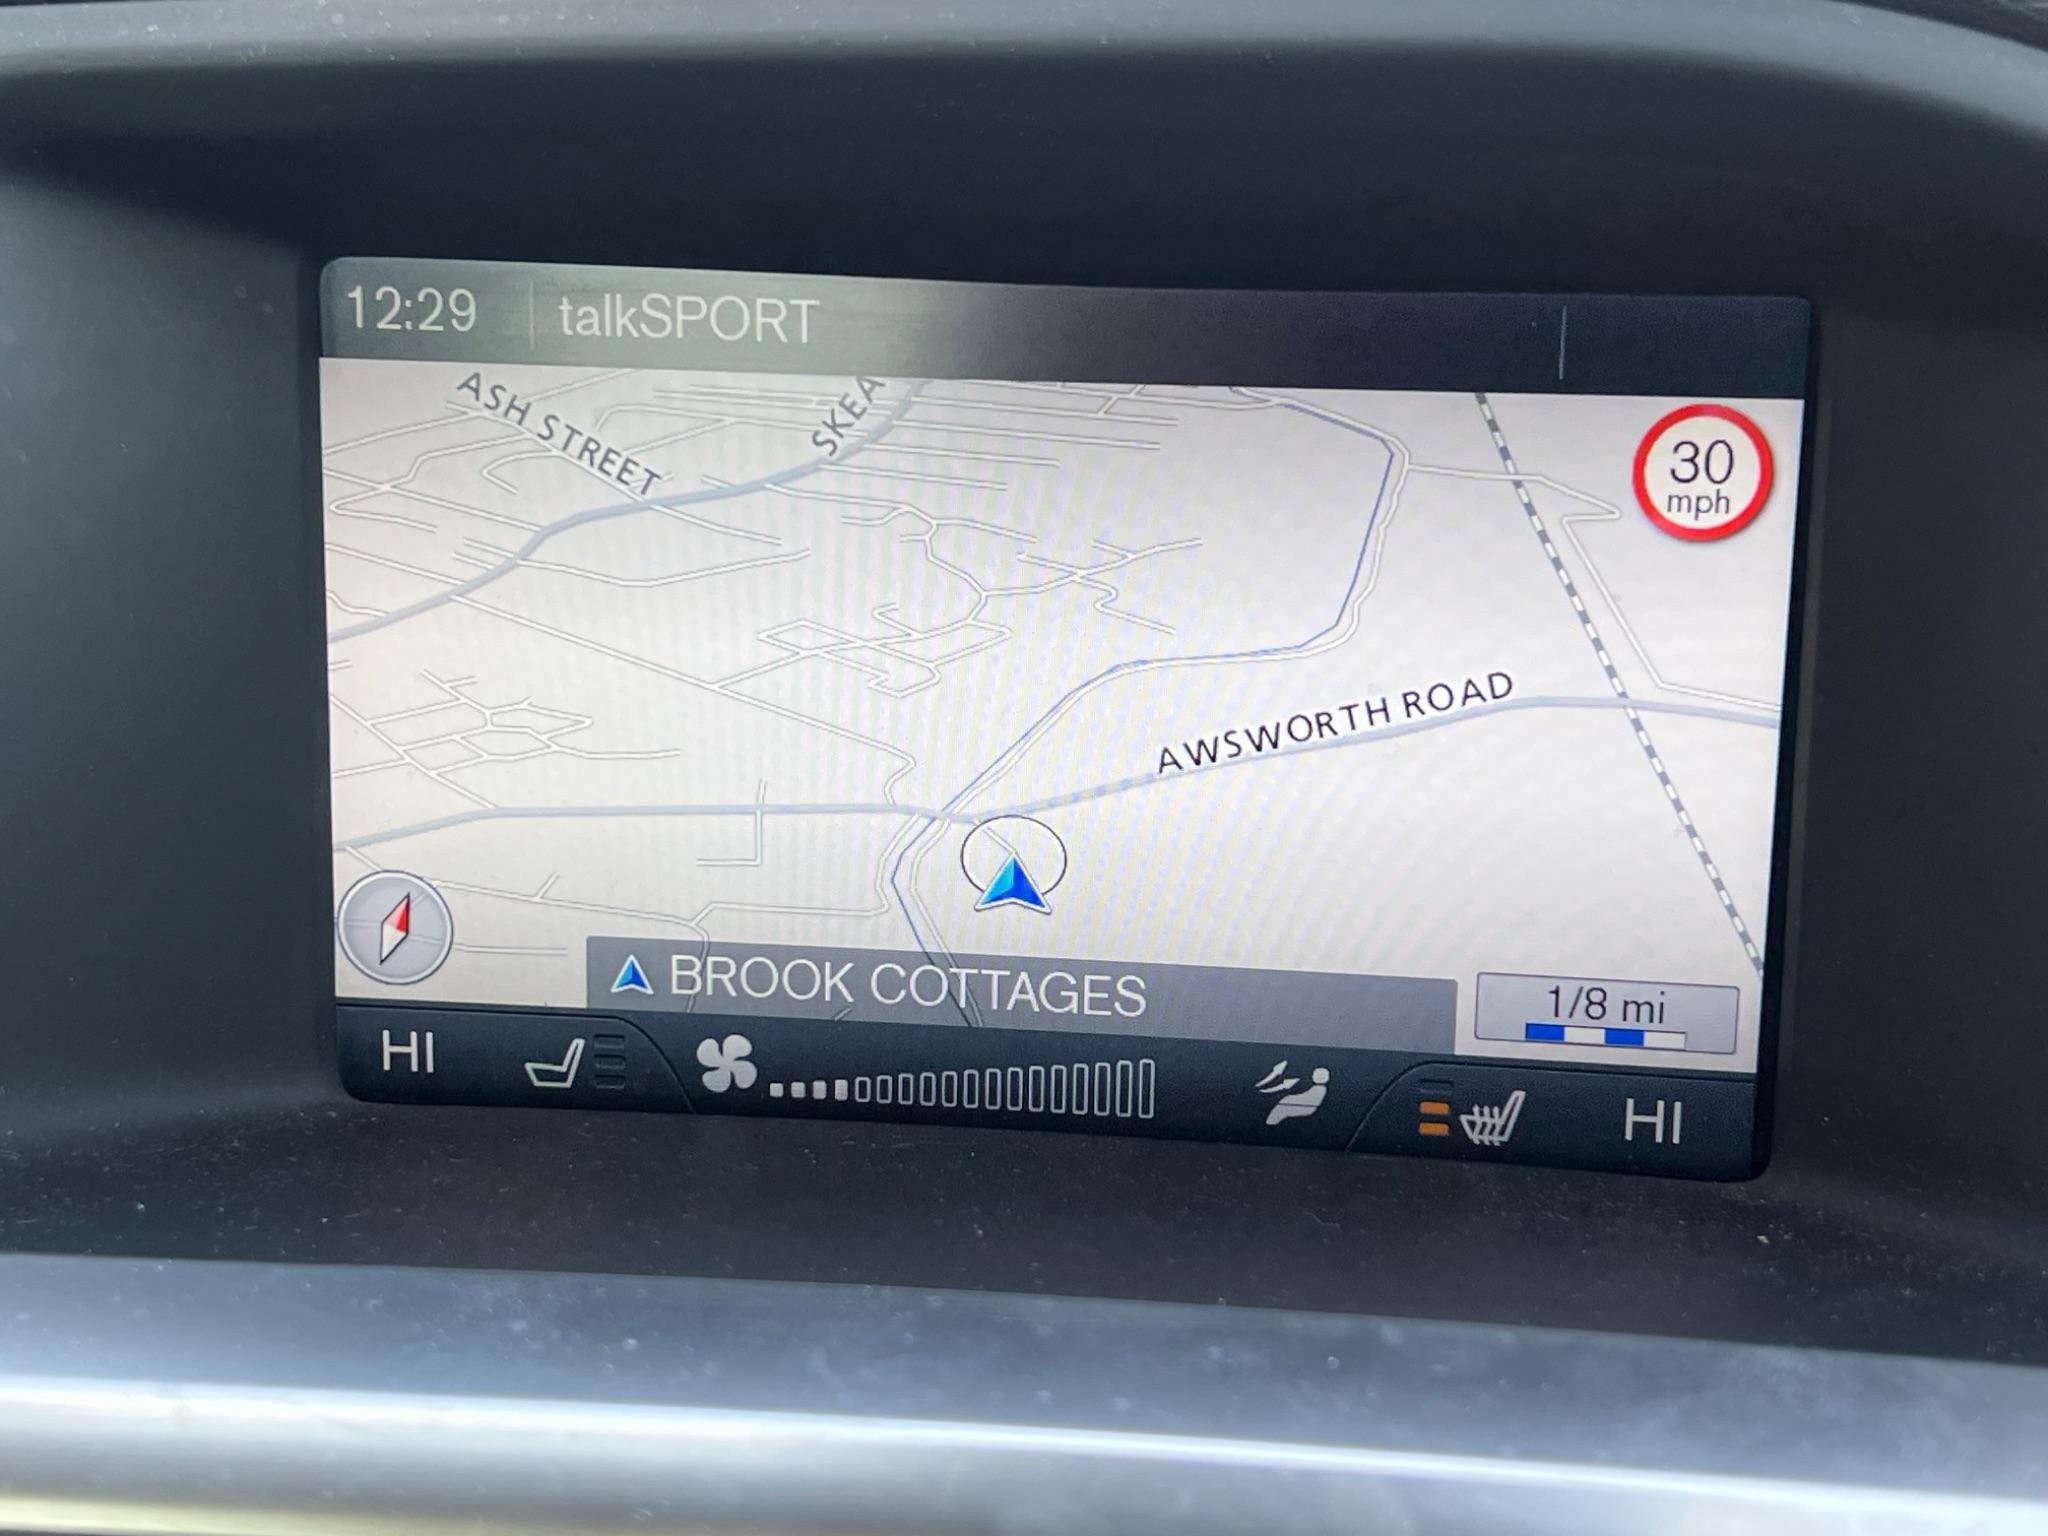 12:29
talkSPORT
ASH STREET
SKEA
30
mph
AWSWORTH ROAD
BROOK COTTAGES
1/8 mi
HI
HI